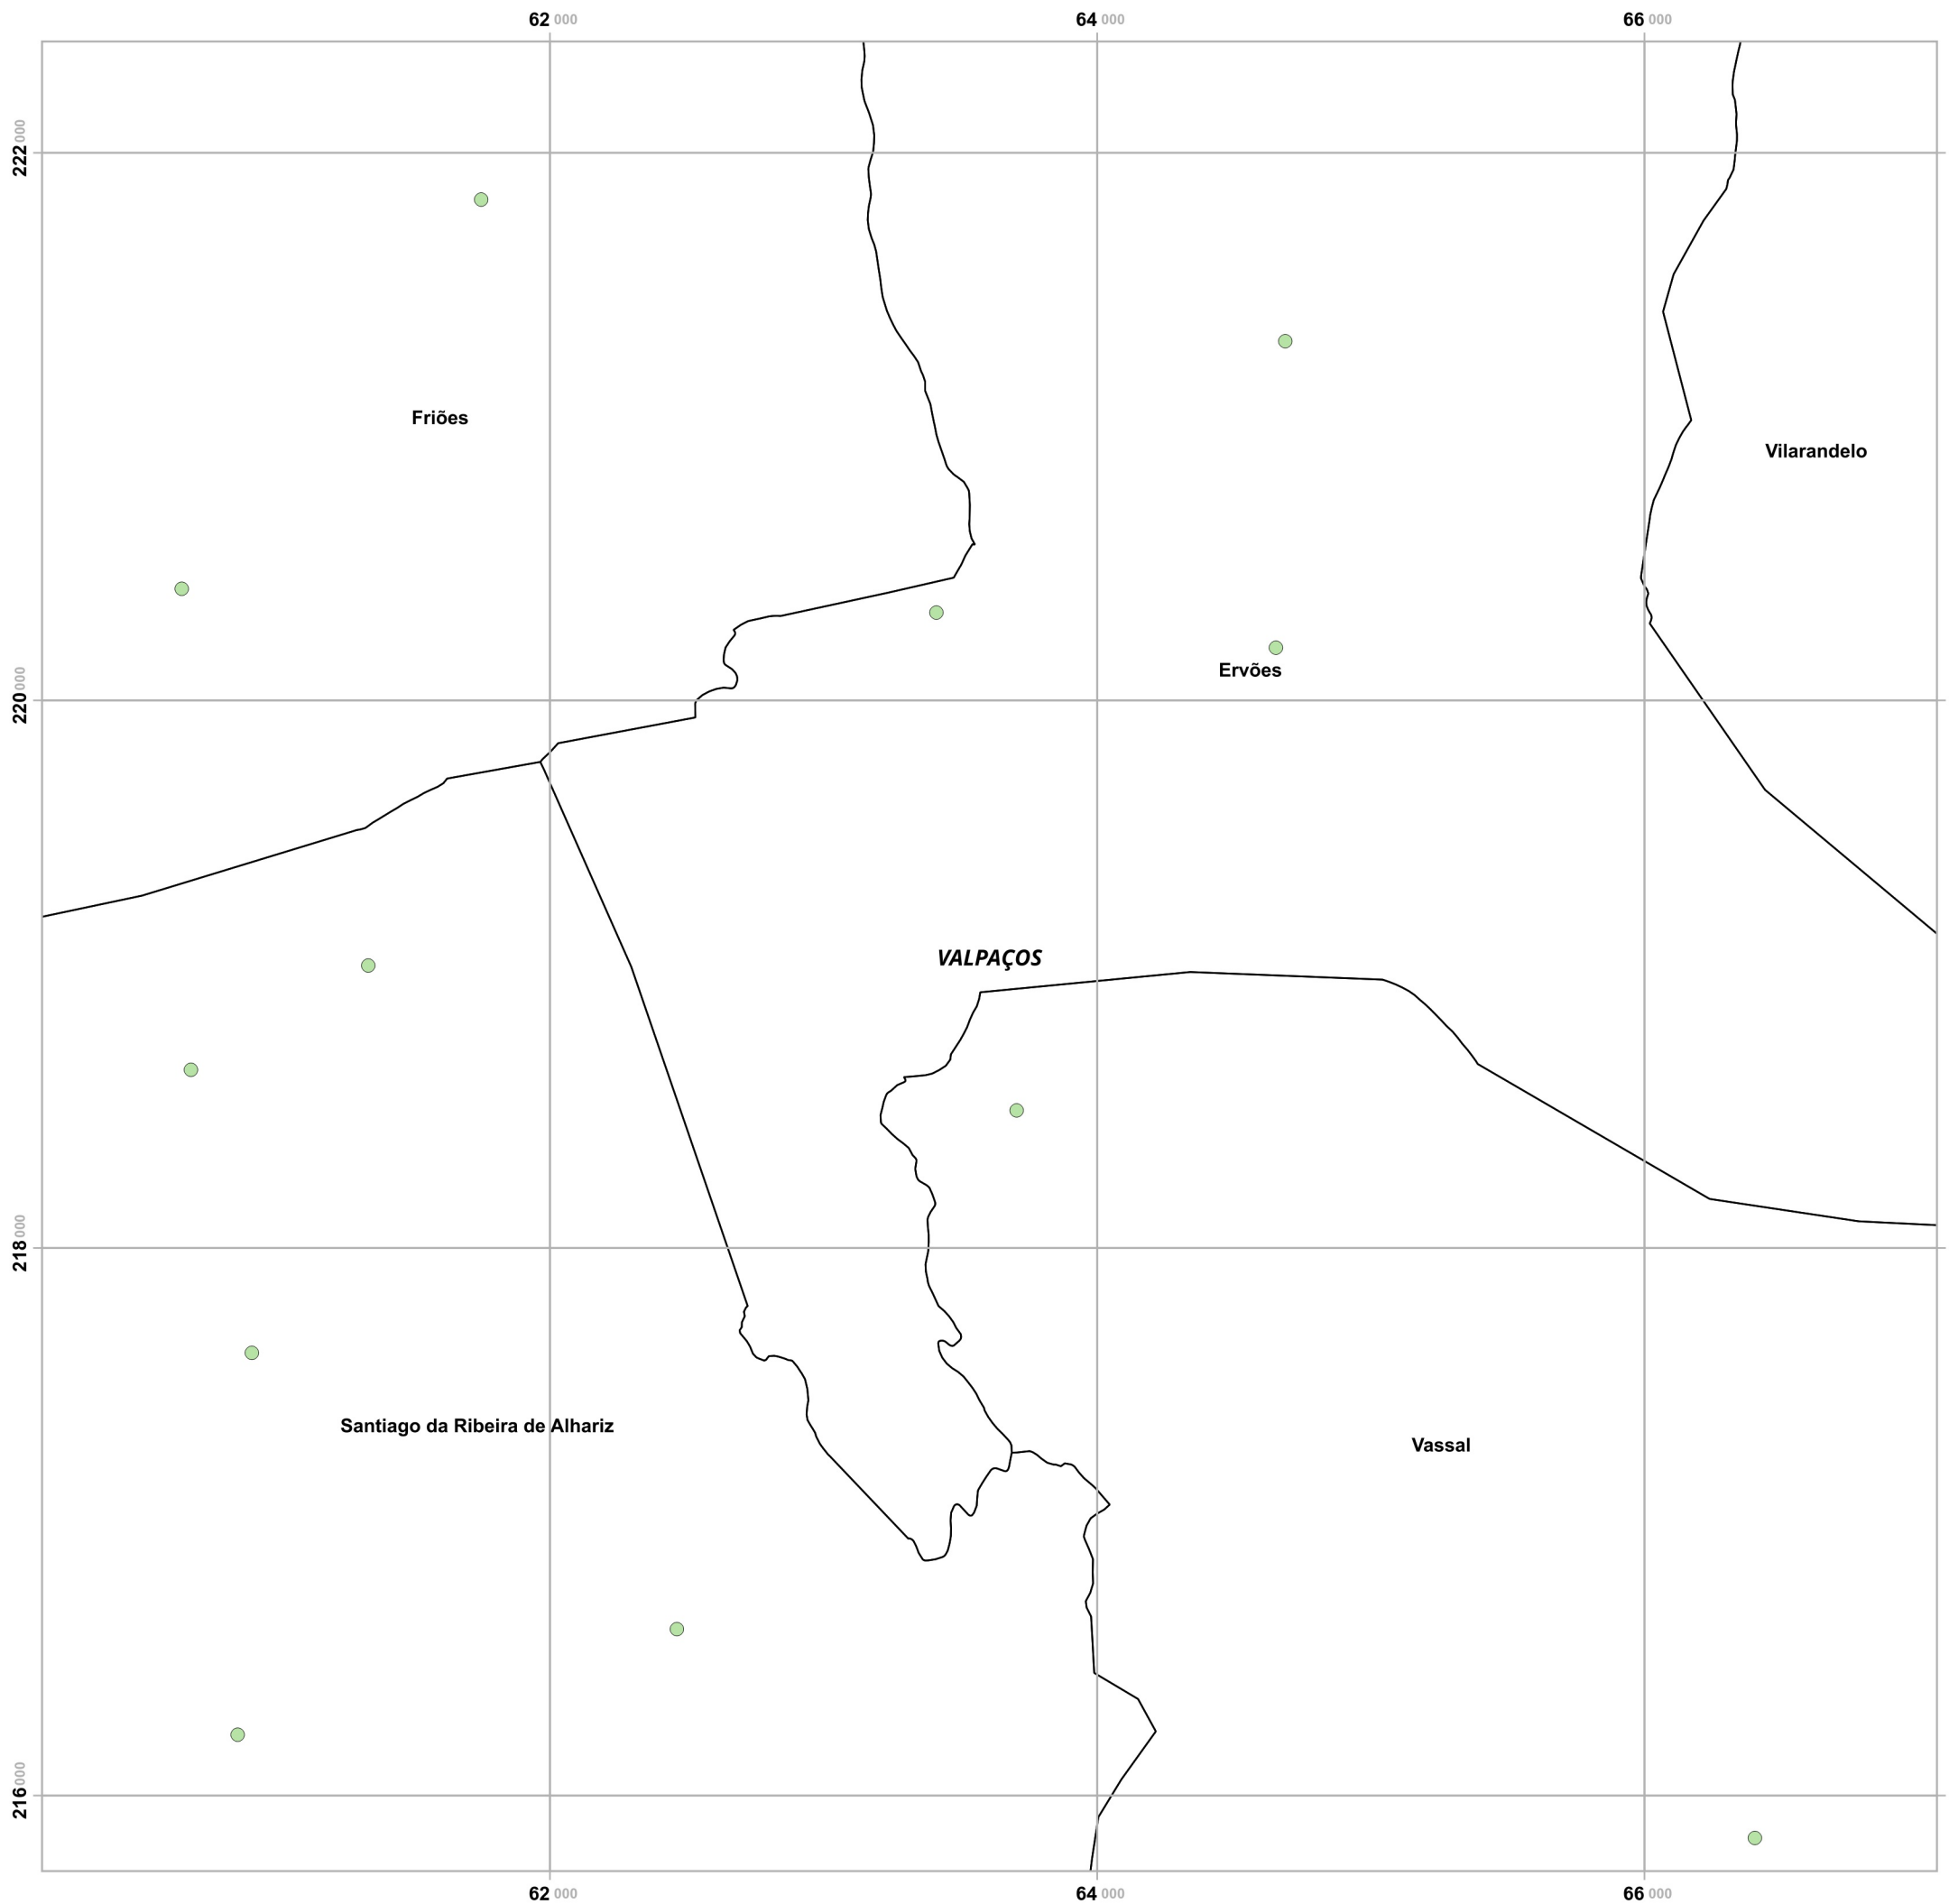 62 000 64 000 66 000
222 000
Friões
Vilarandelo
Ervões
220 000
VALPAÇOS
218 000
Santiago da Ribeira de Alhariz
Vassal
216 000
62 000 64 000 66 000